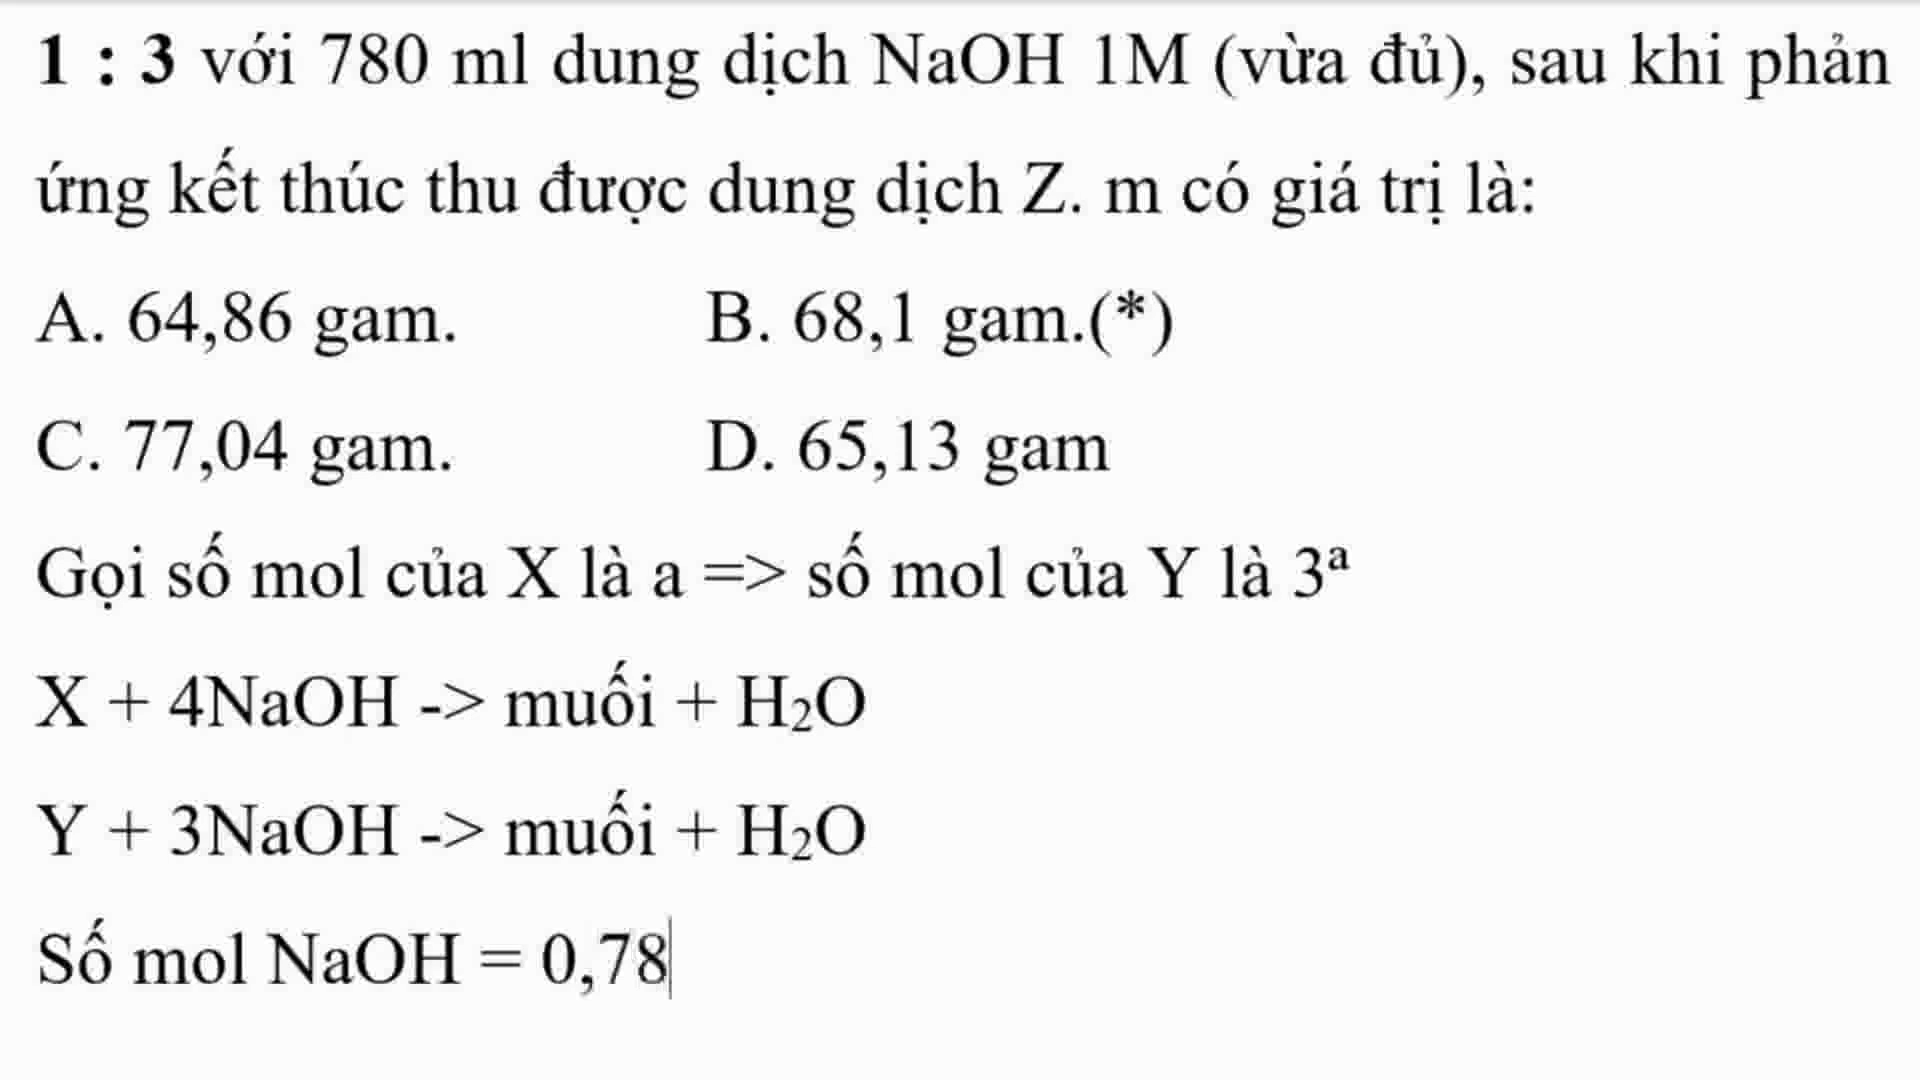 1 : 3 với 780 ml dung dịch NaOH 1M (vừa đủ), sau khi phản
ứng kết thúc thu được dung dịch Z. m có giá trị là:
A. 64,86 gam. B. 68,1 gam.(*)
C. 77,04 gam. D. 65,13 gam
Gọi số mol của X là a => số mol của Y là 3ᵃ
X + 4NaOH -> muối + H₂O
Y + 3NaOH -> muối + H₂O
Số mol NaOH = 0,78